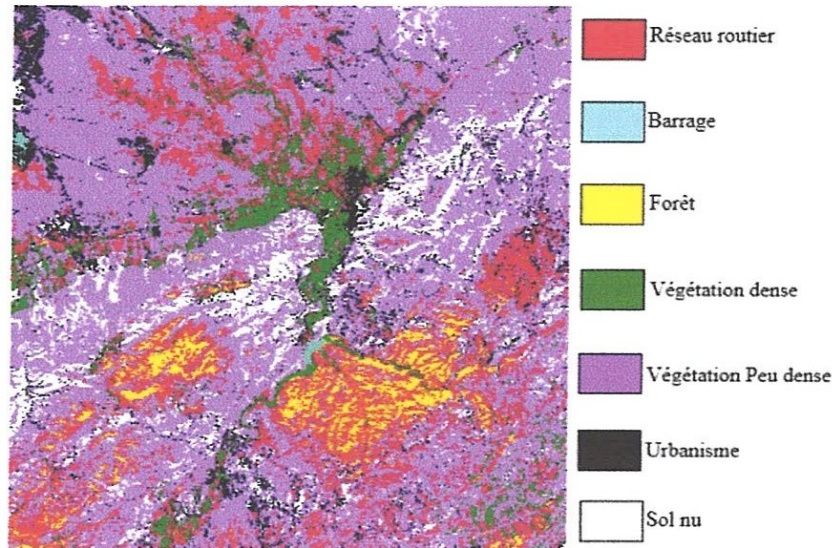 Réseau routier
Barrage
Forêt
Végétation dense
Végétation Peu dense
Urbanisme
Sol nu